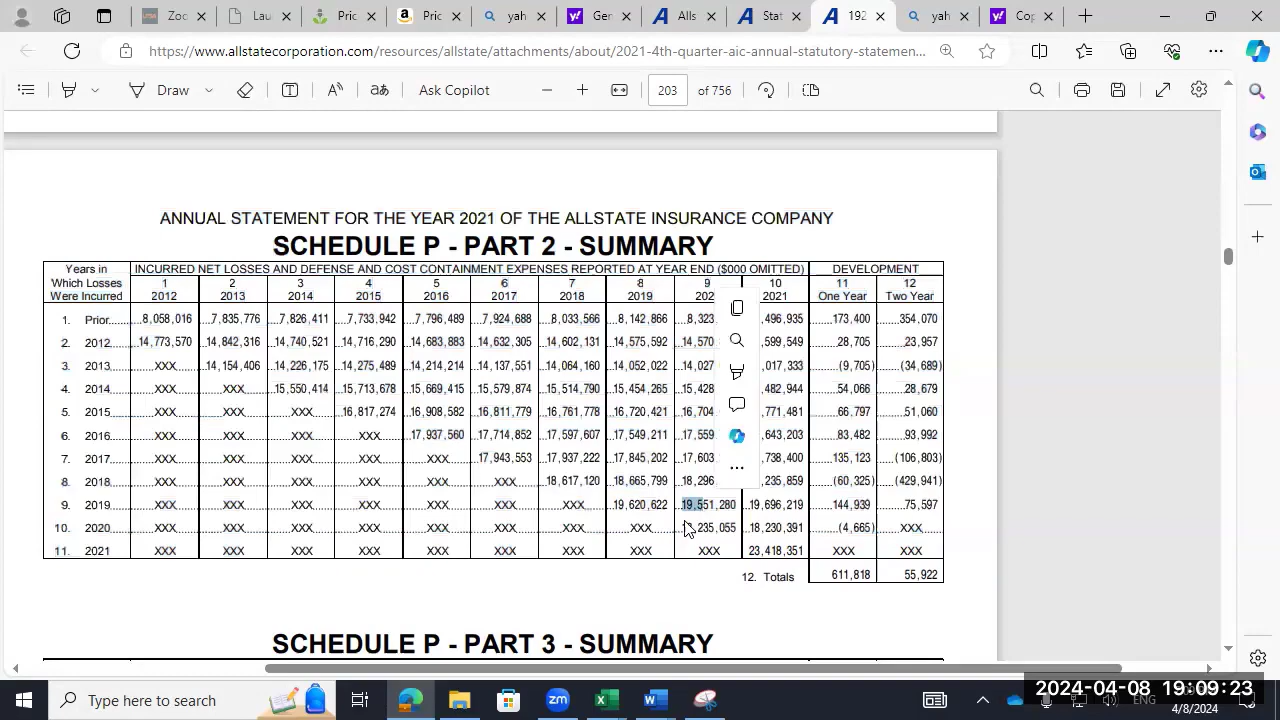 Zoo Lau Pric Pric yah Ger Alls Stat 192 yah Cop
https://www.allstatecorporation.com/resources/allstate/attachments/about/2021-4th-quarter-aic-annual-statutory-statemen...
Draw Ask Copilot 203 of 756
ANNUAL STATEMENT FOR THE YEAR 2021 OF THE ALLSTATE INSURANCE COMPANY
SCHEDULE P - PART 2 - SUMMARY
Years in INCURRED NET LOSSES AND DEFENSE AND COST CONTAINMENT EXPENSES REPORTED AT YEAR END ($000 OMITTED) DEVELOPMENT
Which Losses 1 2 3 4 5 6 7 8 9 10 11 12
Were Incurred 2012 2013 2014 2015 2016 2017 2018 2019 202 2021 One Year Two Year
1. Prior.....8,058,016 ...7,835,776 ...7,826,411 ...7,733,942 ...7,796,489 ...7,924,688 ...8,033,566 ...8,142,866 ...8,323 496,935 ......173,400 ......354,070
2. 2012.....14,773,570 ..14,842,316 ..14,740,521 ..14,716,290 ..14,683,883 ..14,632,305 ..14,602,131 ..14,575,592 ..14,570 599,549 .......28,705 .......23,957
3. 2013.......XXX.......14,154,406 ..14,226,175 ..14,275,489 ..14,214,214 ..14,137,551 ..14,064,160 ..14,052,022 ..14,027 ,017,333 .......(9,705) ......(34,689)
4. 2014.......XXX...........XXX.......15,550,414 ..15,713,678 ..15,669,415 ..15,579,874 ..15,514,790 ..15,454,265 ..15,428 482,944 .......54,066 .......28,679
5. 2015.......XXX...........XXX...........XXX.......16,817,274 ..16,908,582 ..16,811,779 ..16,761,778 ..16,720,421 ..16,704 771,481 .......66,797 .......51,060
6. 2016.......XXX...........XXX...........XXX...........XXX.......17,937,560 ..17,714,852 ..17,597,607 ..17,549,211 ..17,559 643,203 .......83,482 .......93,992
7. 2017.......XXX...........XXX...........XXX...........XXX...........XXX.......17,943,553 ..17,937,222 ..17,845,202 ..17,603 738,400 ......135,123 .....(106,803)
8. 2018.......XXX...........XXX...........XXX...........XXX...........XXX...........XXX.......18,617,120 ..18,665,799 ..18,296 235,859 ......(60,325) .....(429,941)
9. 2019.......XXX...........XXX...........XXX...........XXX...........XXX...........XXX...........XXX.......19,620,622 ..19,551,280 ..19,696,219 ......144,939 .......75,597
10. 2020.......XXX...........XXX...........XXX...........XXX...........XXX...........XXX...........XXX...........XXX....... ,235,055 ..18,230,391 .......(4,665) ......XXX.......
11. 2021 XXX XXX XXX XXX XXX XXX XXX XXX XXX 23,418,351 XXX XXX
12. Totals 611,818 55,922
SCHEDULE P - PART 3 - SUMMARY
Type here to search zm ENG
2024-04-08 19:09:23
4/8/2024